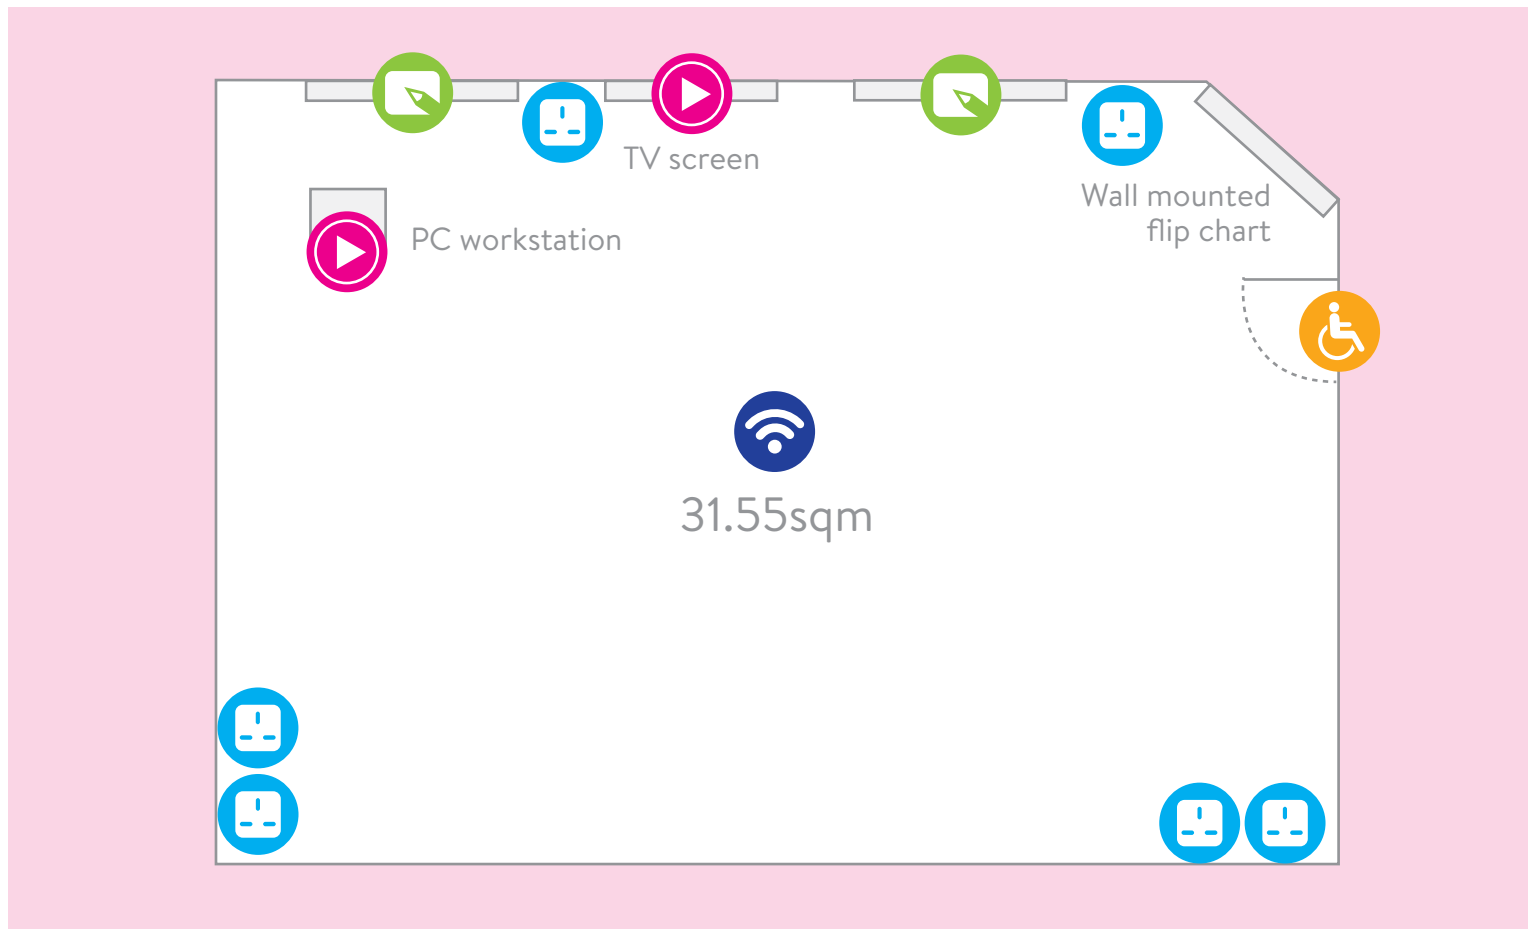 TV screen
Wall mounted
flip chart
PC workstation
31.55sqm